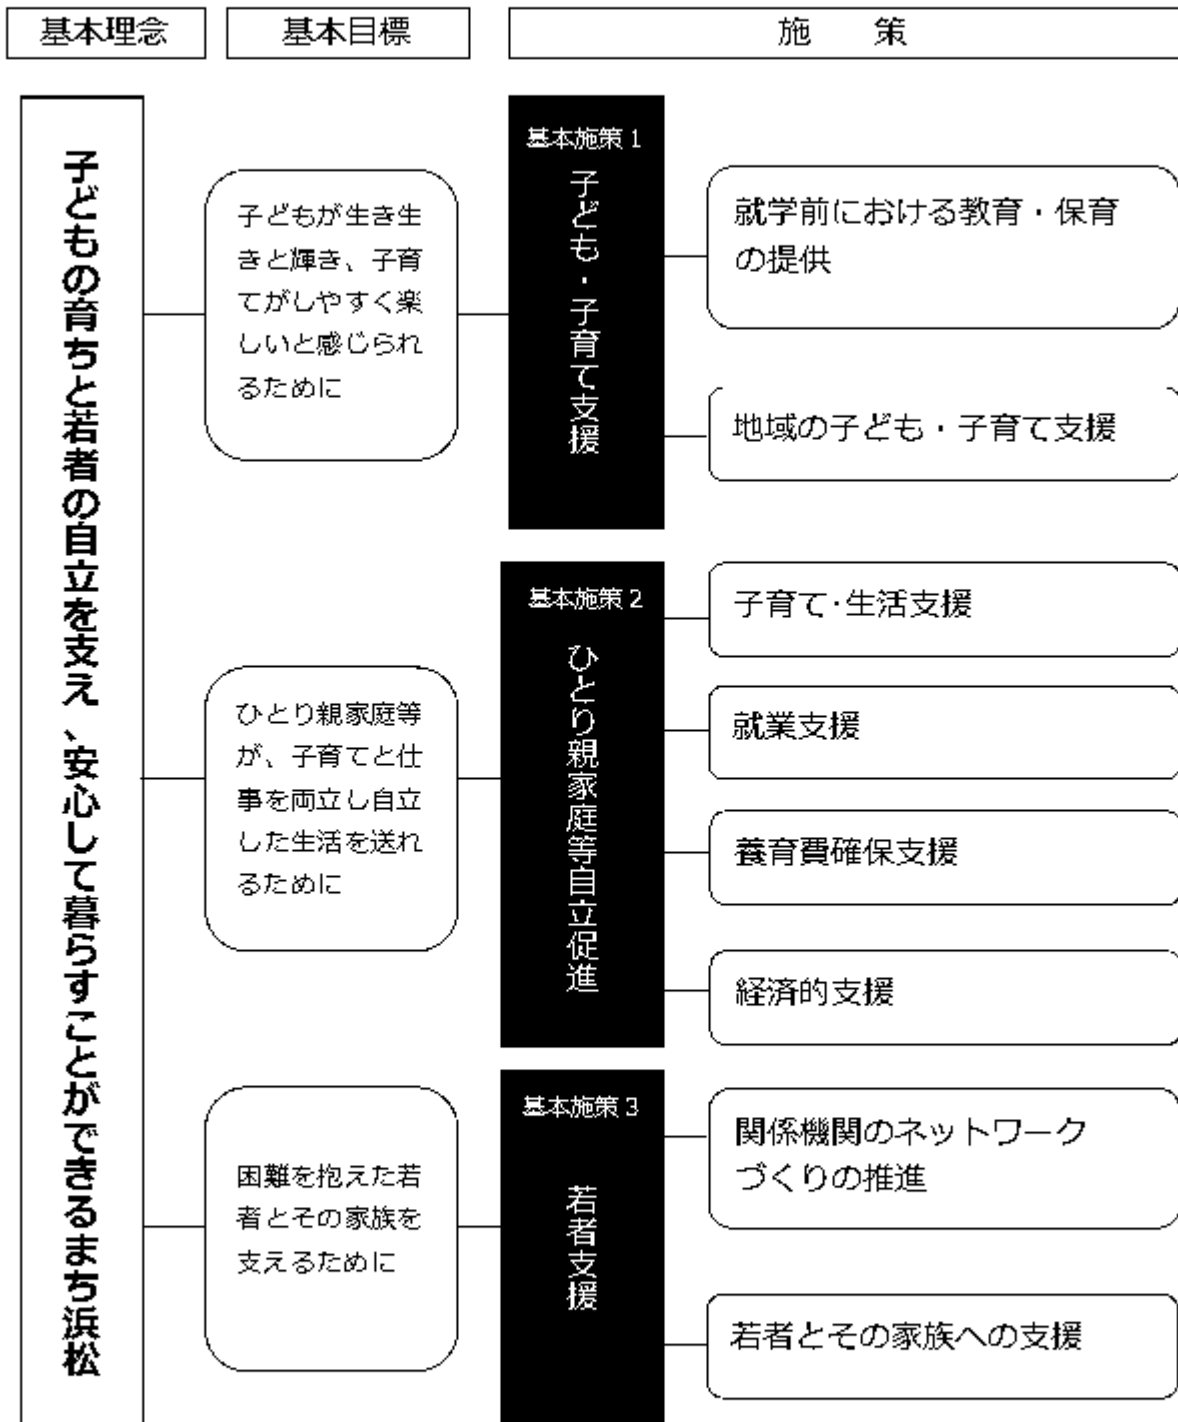 基本理念
基本目標
施　策
子どもの育ちと若者の自立を支え、安心して暮らすことができるまち浜松
子どもが生き生
きと輝き、子育
てがしやすく楽
しいと感じられ
るために
基本施策1
子ども・子育て支援
就学前における教育・保育
の提供
地域の子ども・子育て支援
ひとり親家庭等
が、子育てと仕
事を両立し自立
した生活を送れ
るために
基本施策2
ひとり親家庭等自立促進
子育て・生活支援
就業支援
養育費確保支援
経済的支援
困難を抱えた若
者とその家族を
支えるために
基本施策3
若者支援
関係機関のネットワーク
づくりの推進
若者とその家族への支援